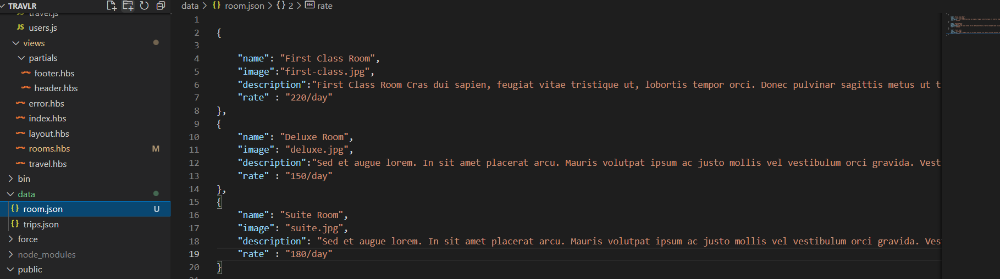 TRAVLR
travel.js
JS users.js
views
partials
footer.hbs
header.hbs
error.hbs
index.hbs
layout.hbs
rooms.hbs M
travel.hbs
bin
data
{} room.json U
{} trips.json
force
node_modules
public
data > {} room.json > {} 2 > abc rate
1
2 {
3
4 "name": "First Class Room",
5 "image":"first-class.jpg",
6 "description":"First Class Room Cras dui sapien, feugiat vitae tristique ut, lobortis tempor orci. Donec pulvinar sagittis metus ut t
7 "rate" : "220/day"
8 },
9 {
10 "name": "Deluxe Room",
11 "image": "deluxe.jpg",
12 "description":"Sed et augue lorem. In sit amet placerat arcu. Mauris volutpat ipsum ac justo mollis vel vestibulum orci gravida. Vest
13 "rate" : "150/day"
14 },
15 {
16 "name": "Suite Room",
17 "image": "suite.jpg",
18 "description": "Sed et augue lorem. In sit amet placerat arcu. Mauris volutpat ipsum ac justo mollis vel vestibulum orci gravida. Ves
19 "rate" : "180/day"
20 }